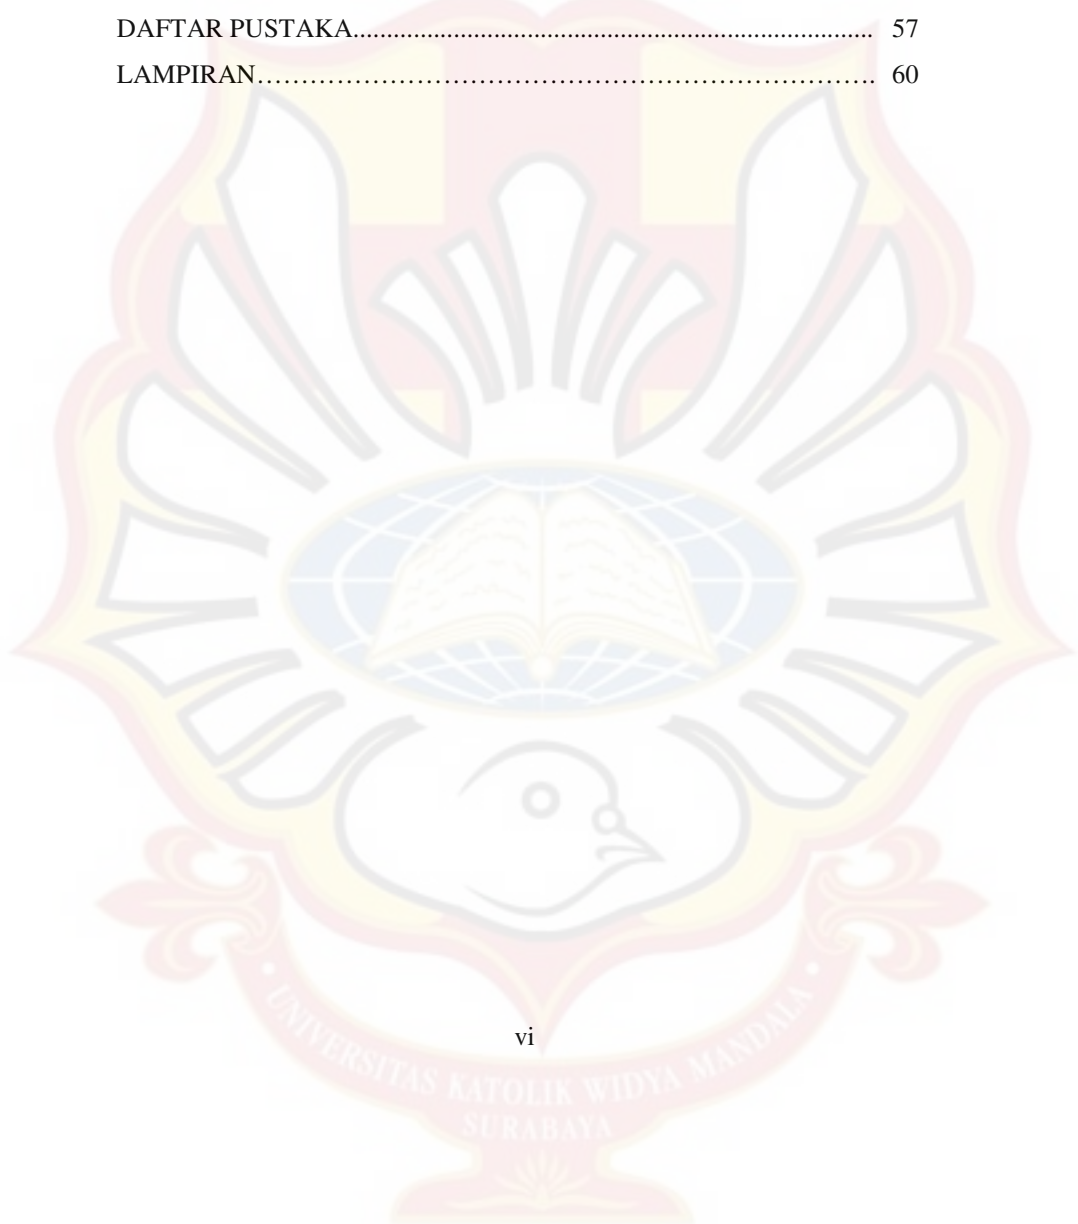 DAFTAR PUSTAKA............................................................................. 57
LAMPIRAN……………………………………………………………. 60
vi
UNIVERSITAS KATOLIK WIDYA MANDALA
SURABAYA